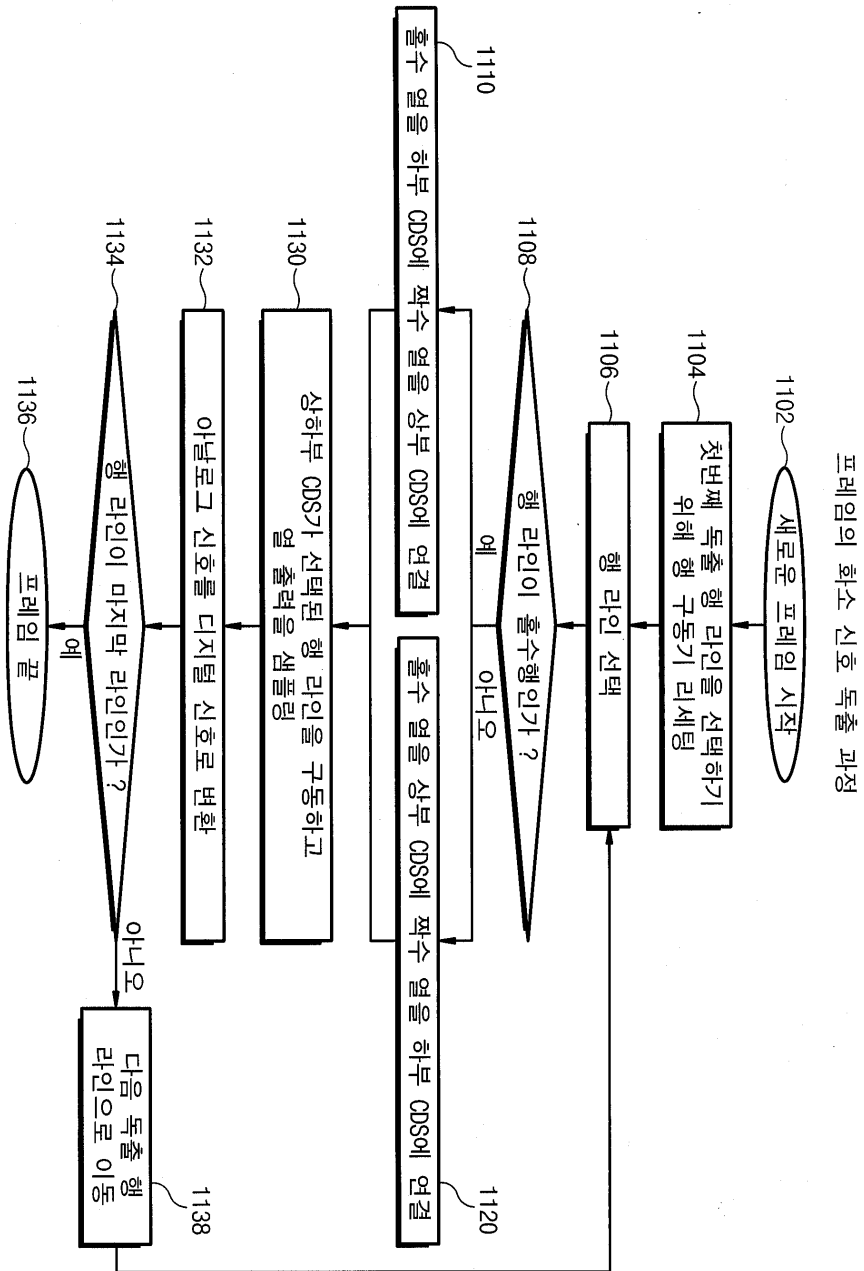 프레임의 화소 신호 독출 과정
1102
새로운 프레임 시작
1104
첫번째 독출 행 라인을 선택하기
위해 행 구동기 리세팅
1106
행 라인 선택
1108
행 라인이 홀수행인가 ?
예
아니오
1110
홀수 열을 하부 CDS에 짝수 열을 상부 CDS에 연결
홀수 열을 상부 CDS에 짝수 열을 하부 CDS에 연결
1120
1130
상하부 CDS가 선택된 행 라인을 구동하고
열 출력을 샘플링
1132
아날로그 신호를 디지털 신호로 변환
1134
행 라인이 마지막 라인인가 ?
예
아니오
1136
프레임 끝
다음 독출 행
라인으로 이동
1138